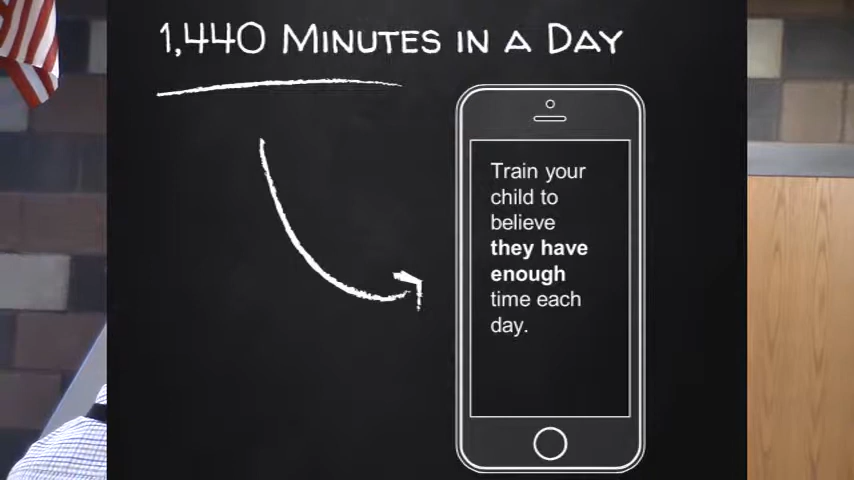 1,440 Minutes in a Day
Train your
child to
believe
they have
enough
time each
day.